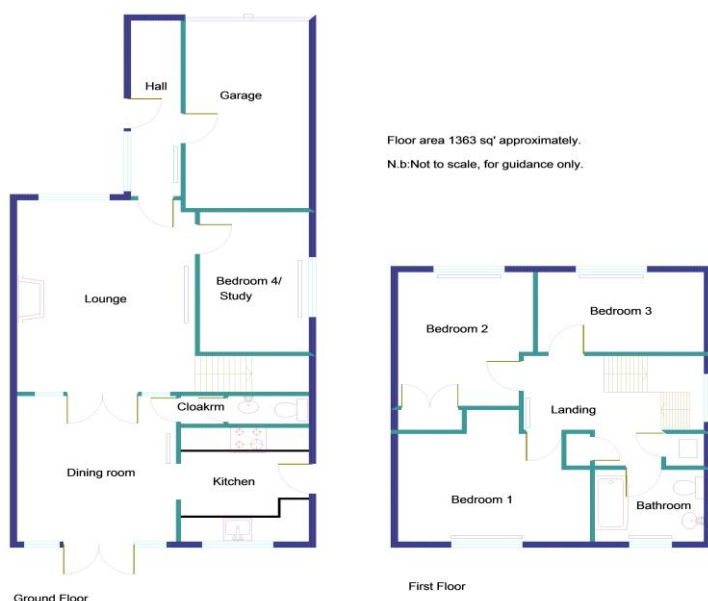 Hall
Garage
Floor area 1363 sq' approximately.
N.b:Not to scale, for guidance only.
Bedroom 4/
Study
Lounge
Cloakrm
Dining room
Kitchen
Ground Floor
Bedroom 2
Bedroom 3
Landing
Bedroom 1
Bathroom
First Floor